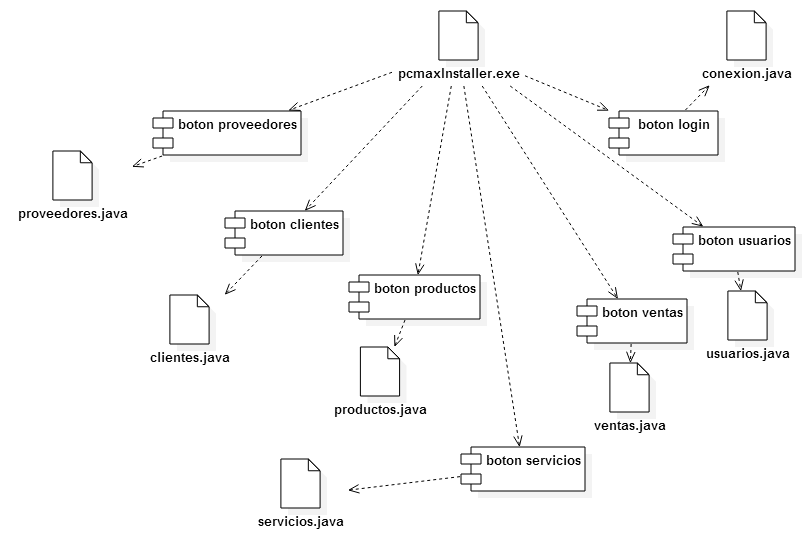 pcmaxInstaller.exe
conexion.java
boton proveedores
boton login
proveedores.java
boton clientes
boton usuarios
boton productos
boton ventas
clientes.java
usuarios.java
productos.java
ventas.java
boton servicios
servicios.java